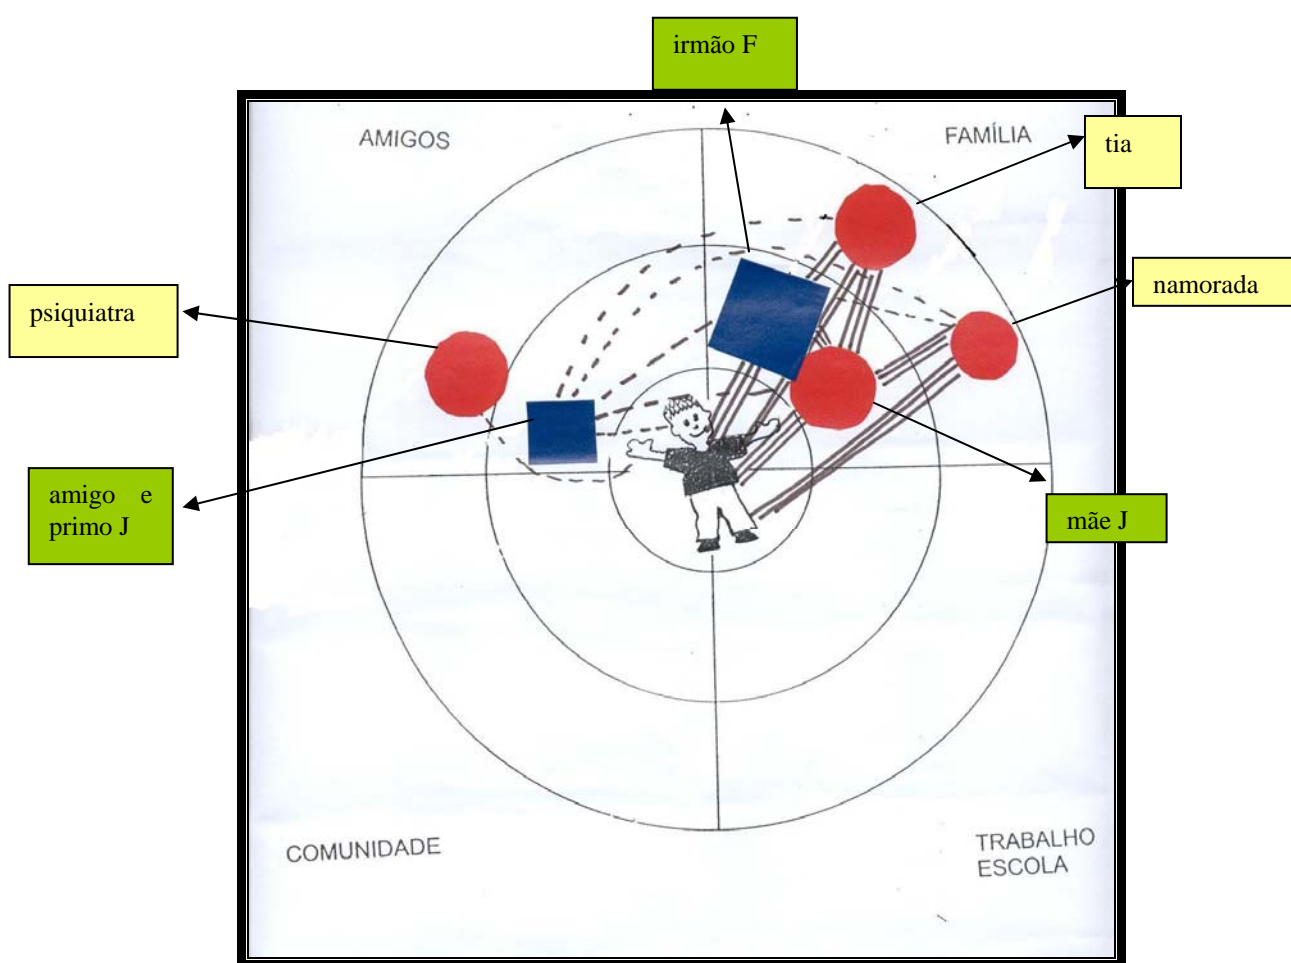 irmão F
AMIGOS
FAMÍLIA
tia
namorada
psiquiatra
amigo e
primo J
mãe J
COMUNIDADE
TRABALHO
ESCOLA